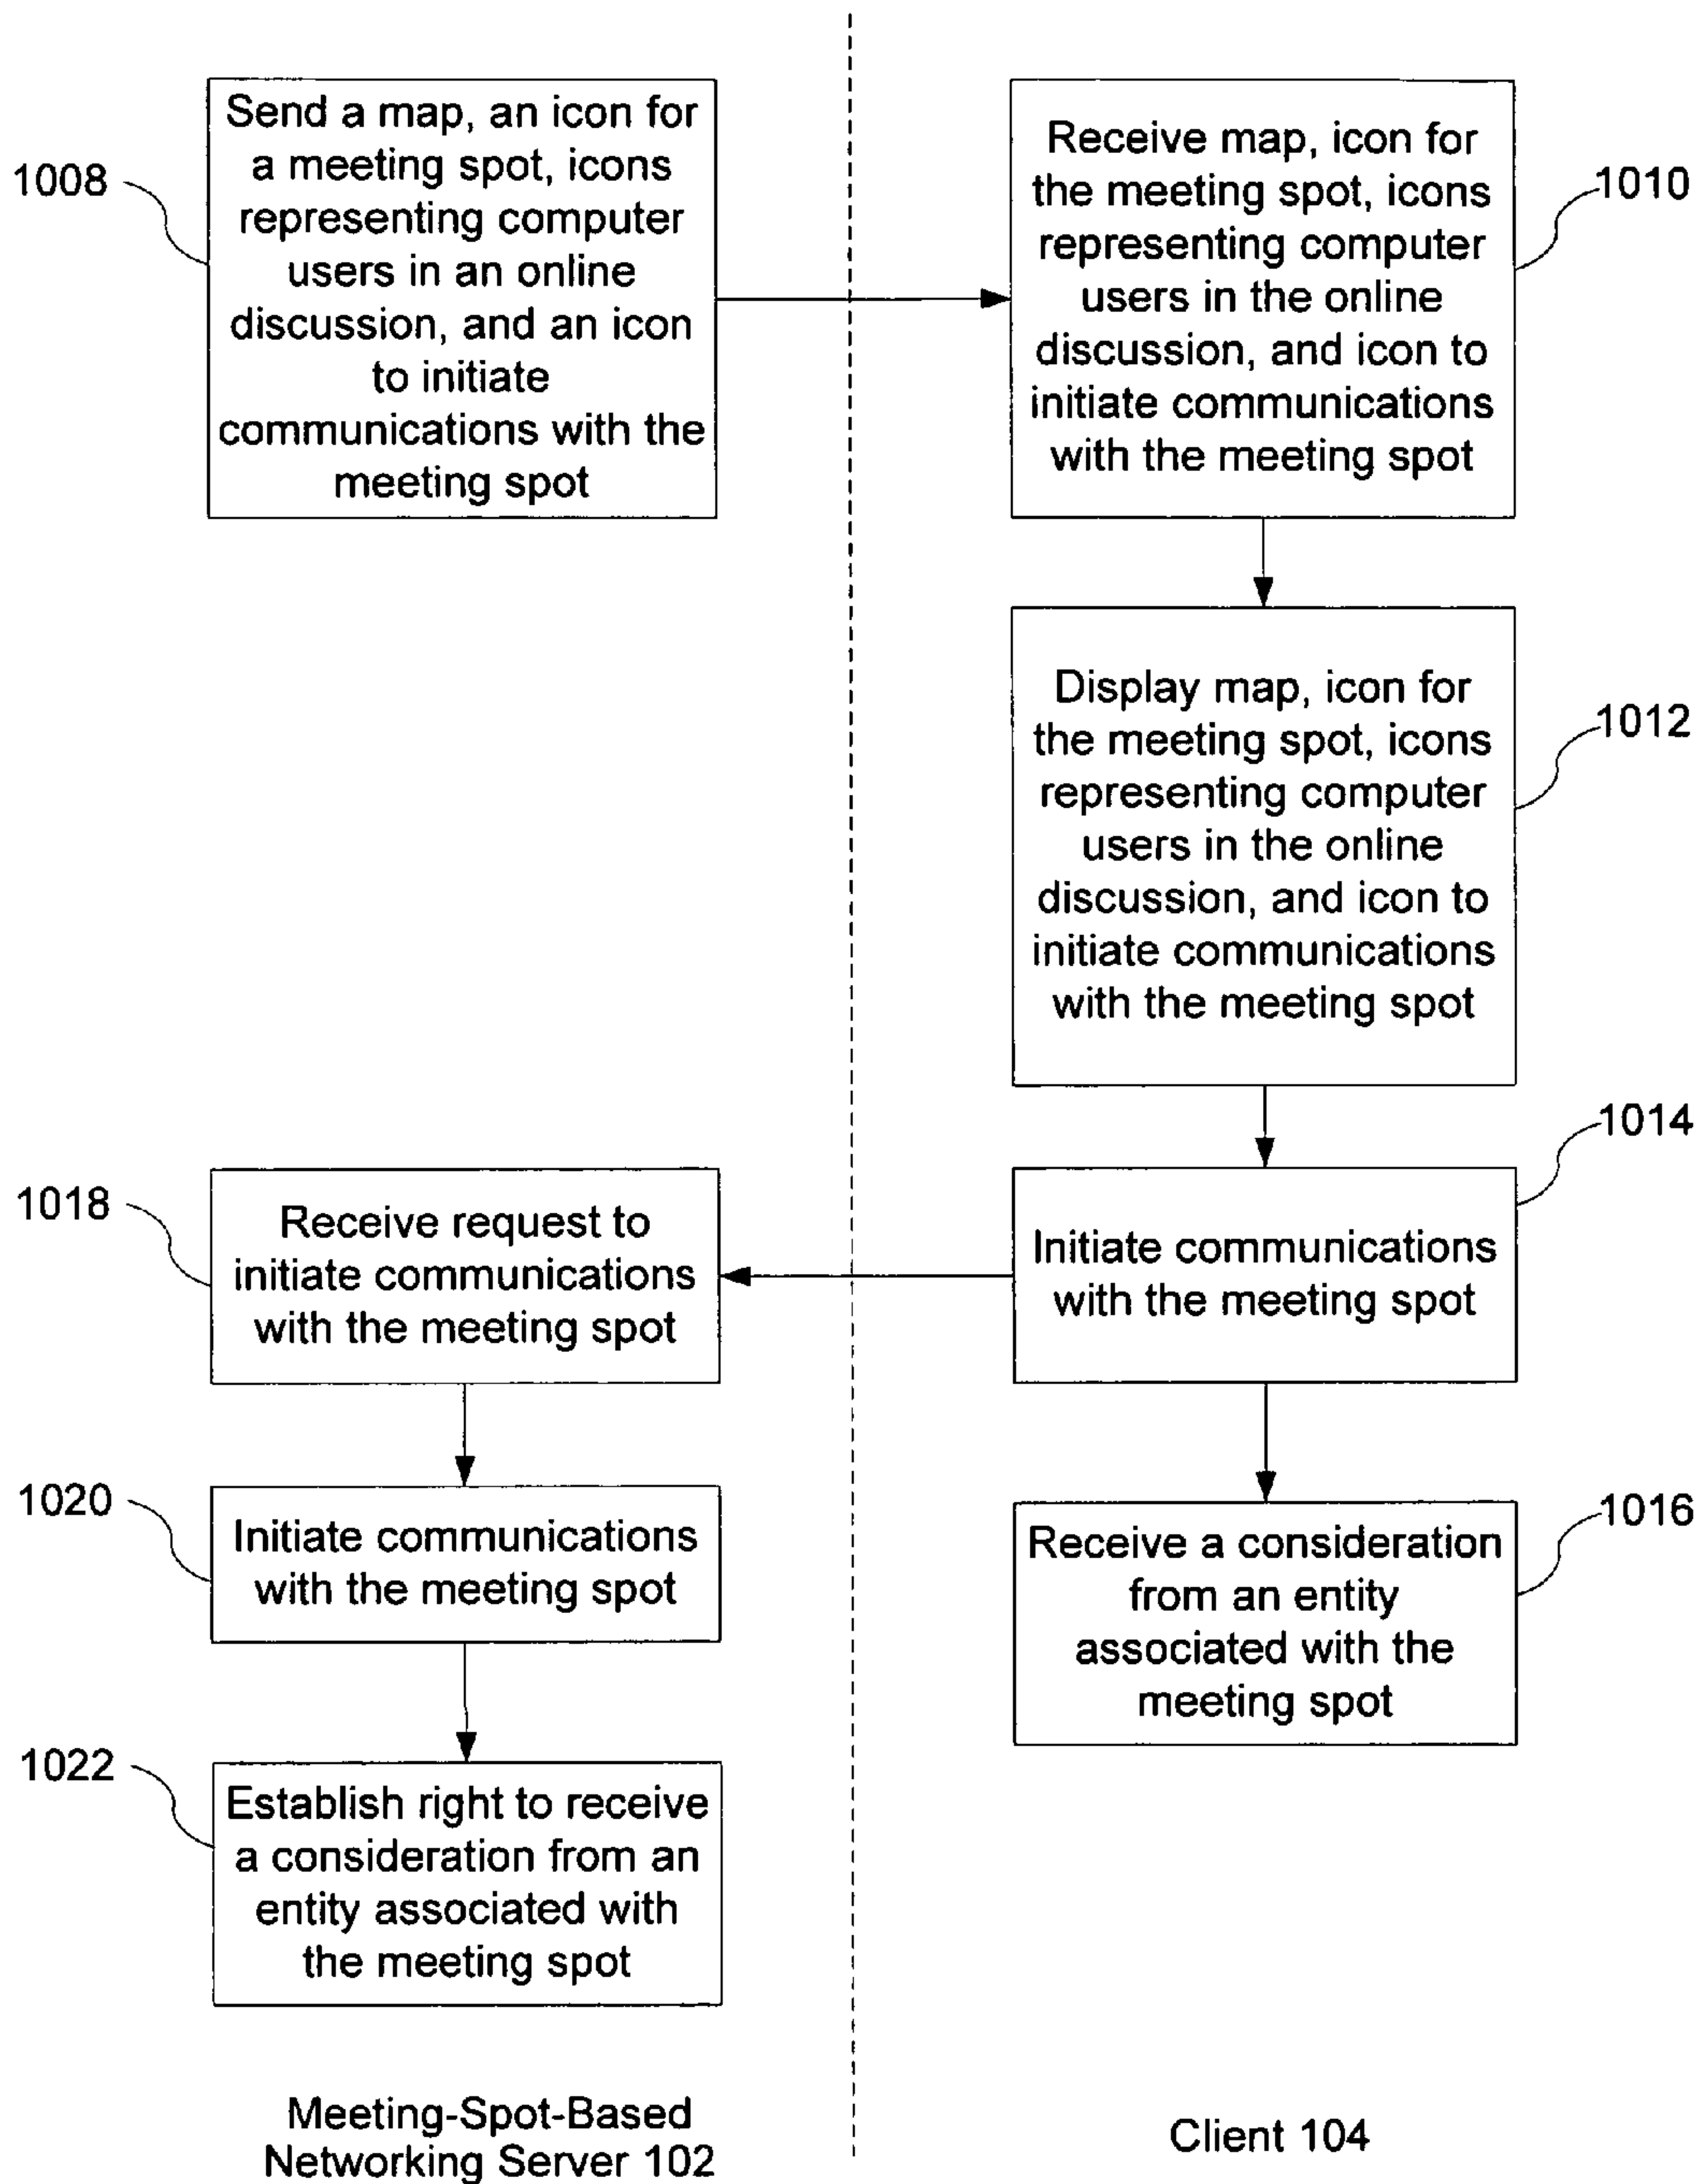 1008
Send a map, an icon for
a meeting spot, icons
representing computer
users in an online
discussion, and an icon
to initiate
communications with the
meeting spot
Receive map, icon for
the meeting spot, icons
representing computer
users in the online
discussion, and icon to
initiate communications
with the meeting spot
1010
Display map, icon for
the meeting spot, icons
representing computer
users in the online
discussion, and icon to
initiate communications
with the meeting spot
1012
Initiate communications
with the meeting spot
1014
1018
Receive request to
initiate communications
with the meeting spot
1020
Initiate communications
with the meeting spot
Receive a consideration
from an entity
associated with the
meeting spot
1016
1022
Establish right to receive
a consideration from an
entity associated with
the meeting spot
Meeting-Spot-Based
Networking Server 102
Client 104